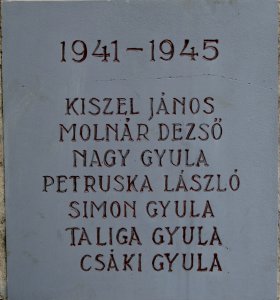 1941-1945
KISZEL JÁNOS
MOLNÁR DEZSŐ
NAGY GYULA
PETRUSKA LÁSZLÓ
SIMON GYULA
TALIGA GYULA
CSÁKI GYULA